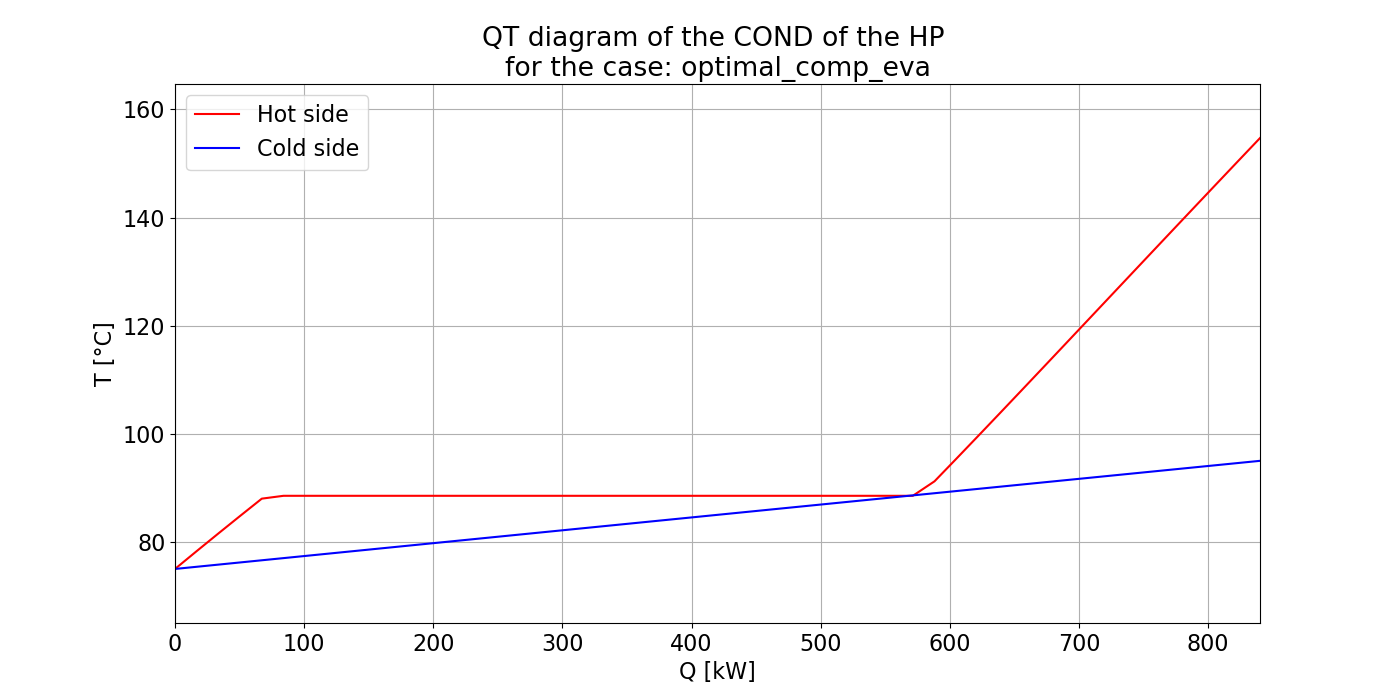 QT diagram of the COND of the HP
for the case: optimal_comp_eva
Hot side
Cold side
160
140
120
100
80
T [°C]
0 100 200 300 400 500 600 700 800
Q [kW]